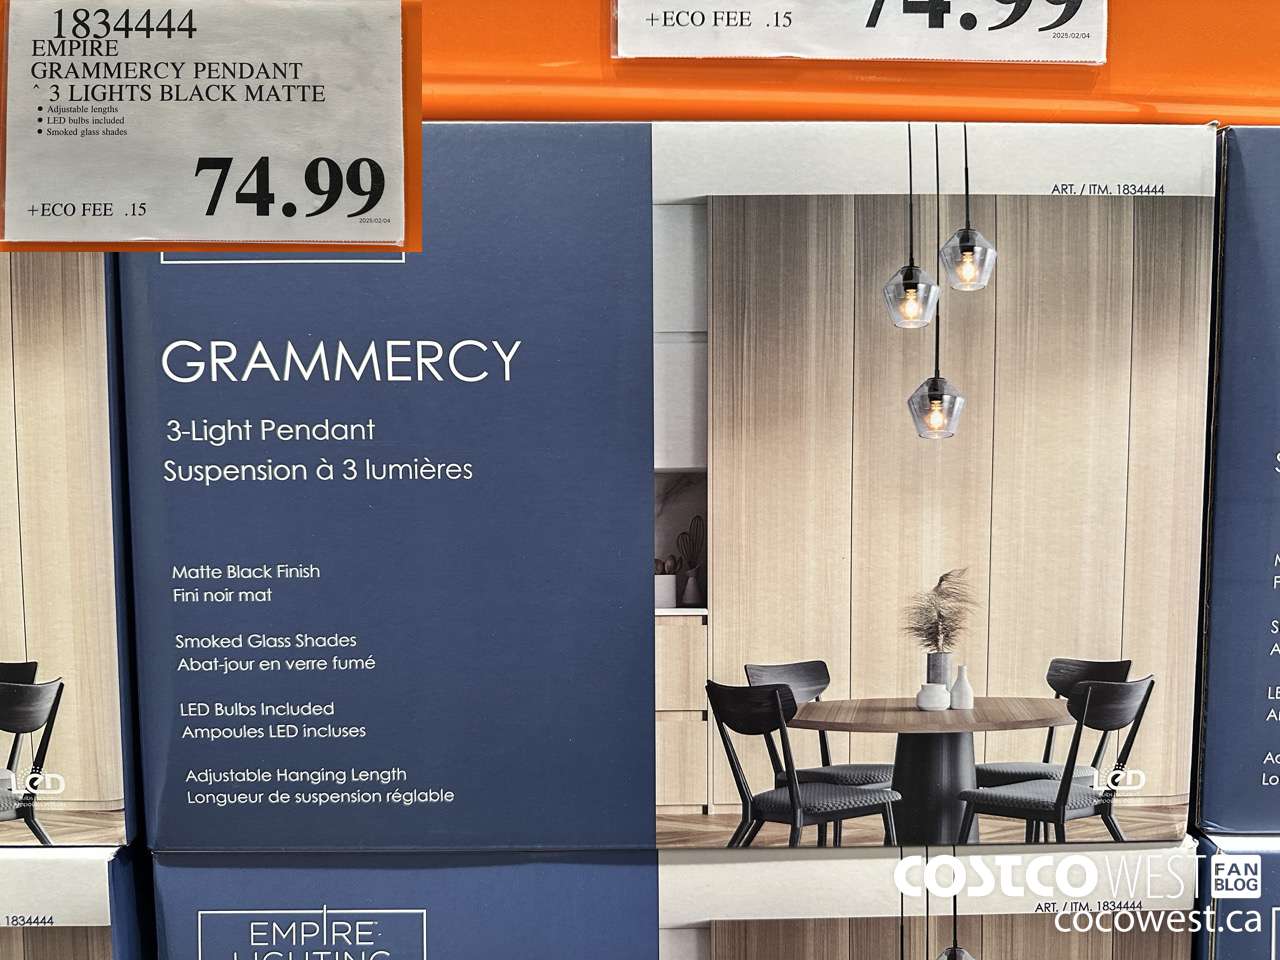 1834444
EMPIRE
GRAMMERCY PENDANT
^ 3 LIGHTS BLACK MATTE
• Adjustable lengths
• LED bulbs included
• Smoked glass shades
74.99
+ECO FEE .15
2025/02/04
+ECO FEE .15
74.99
2025/02/04
ART. / ITM. 1834444
GRAMMERCY
3-Light Pendant
Suspension à 3 lumières
Matte Black Finish
Fini noir mat
Smoked Glass Shades
Abat-jour en verre fumé
LED Bulbs Included
Ampoules LED incluses
Adjustable Hanging Length
Longueur de suspension réglable
LED
LED
1834444
EMPIRE
LIGHTING
ART. / ITM. 1834444
COSTCO WEST FAN BLOG
cocowest.ca